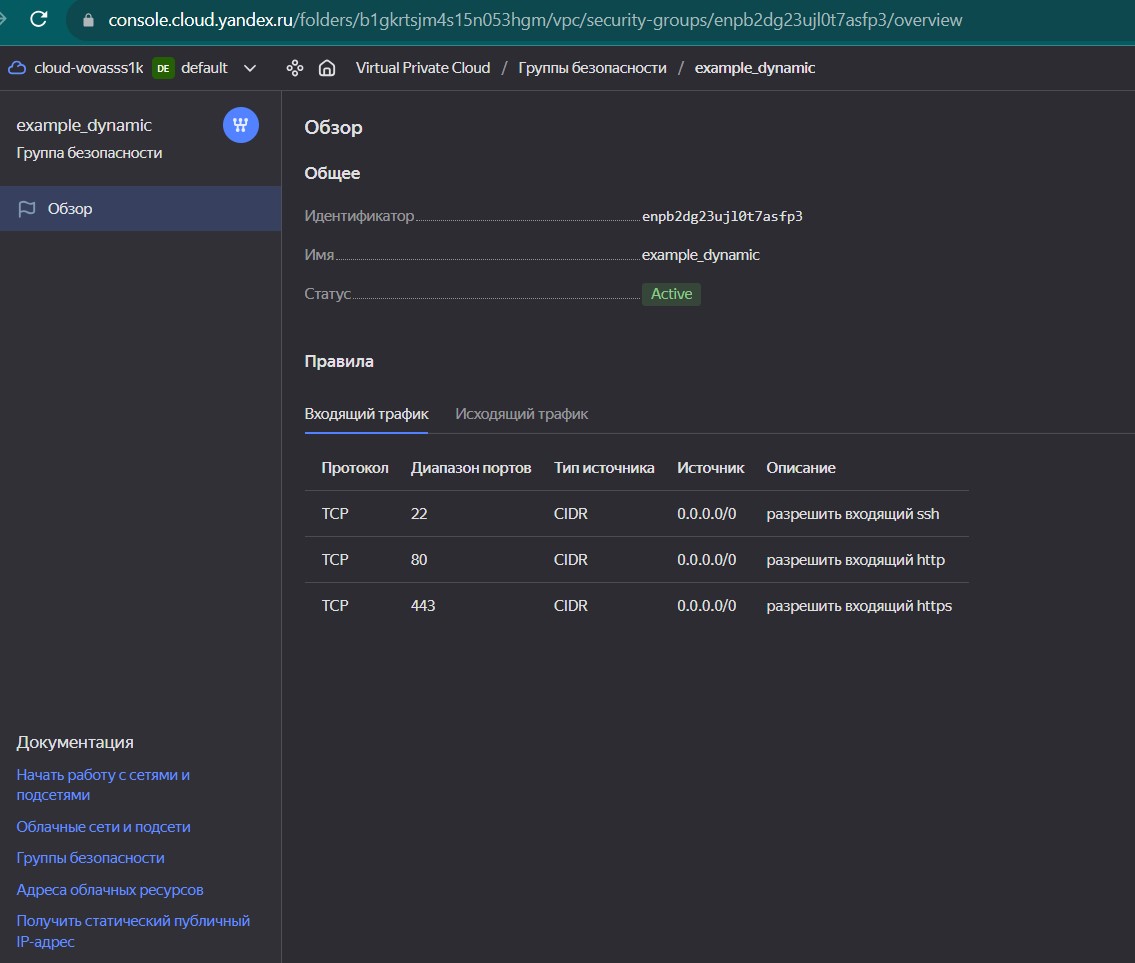 console.cloud.yandex.ru/folders/b1gkrtsjm4s15n053hgm/vpc/security-groups/enpb2dg23ujl0t7asfp3/overview
cloud-vovasss1k DE default Virtual Private Cloud / Группы безопасности / example_dynamic
example_dynamic
Группа безопасности
Обзор
Обзор
Общее
Идентификатор enpb2dg23ujl0t7asfp3
Имя example_dynamic
Статус Active
Правила
Входящий трафик Исходящий трафик
Протокол Диапазон портов Тип источника Источник Описание
TCP 22 CIDR 0.0.0.0/0 разрешить входящий ssh
TCP 80 CIDR 0.0.0.0/0 разрешить входящий http
TCP 443 CIDR 0.0.0.0/0 разрешить входящий https
Документация
Начать работу с сетями и
подсетями
Облачные сети и подсети
Группы безопасности
Адреса облачных ресурсов
Получить статический публичный
IP-адрес